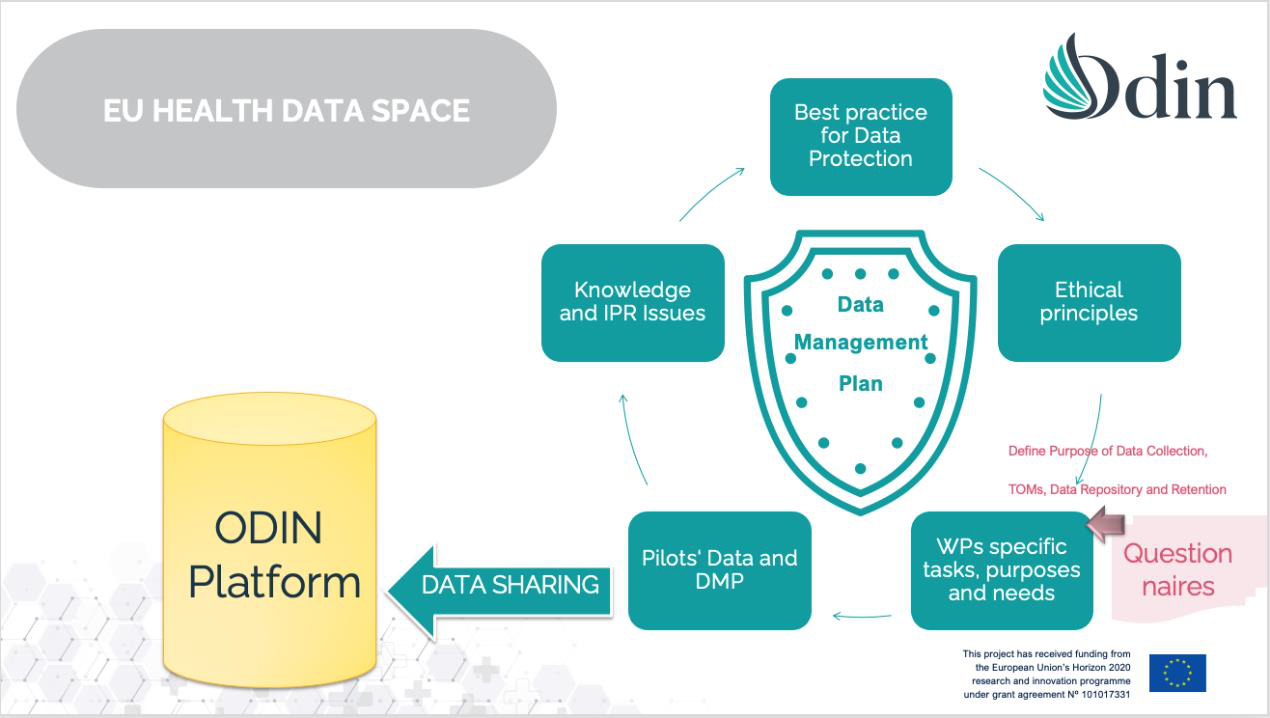 EU HEALTH DATA SPACE
Odin
Best practice
for Data
Protection
Knowledge
and IPR Issues
Data
Management
Plan
Ethical
principles
Define Purpose of Data Collection,
TOMs, Data Repository and Retention
ODIN
Platform
DATA SHARING
Pilots' Data and
DMP
WPs specific
tasks, purposes
and needs
Question
naires
This project has received funding from
the European Union's Horizon 2020
research and innovation programme
under grant agreement Nº 101017331